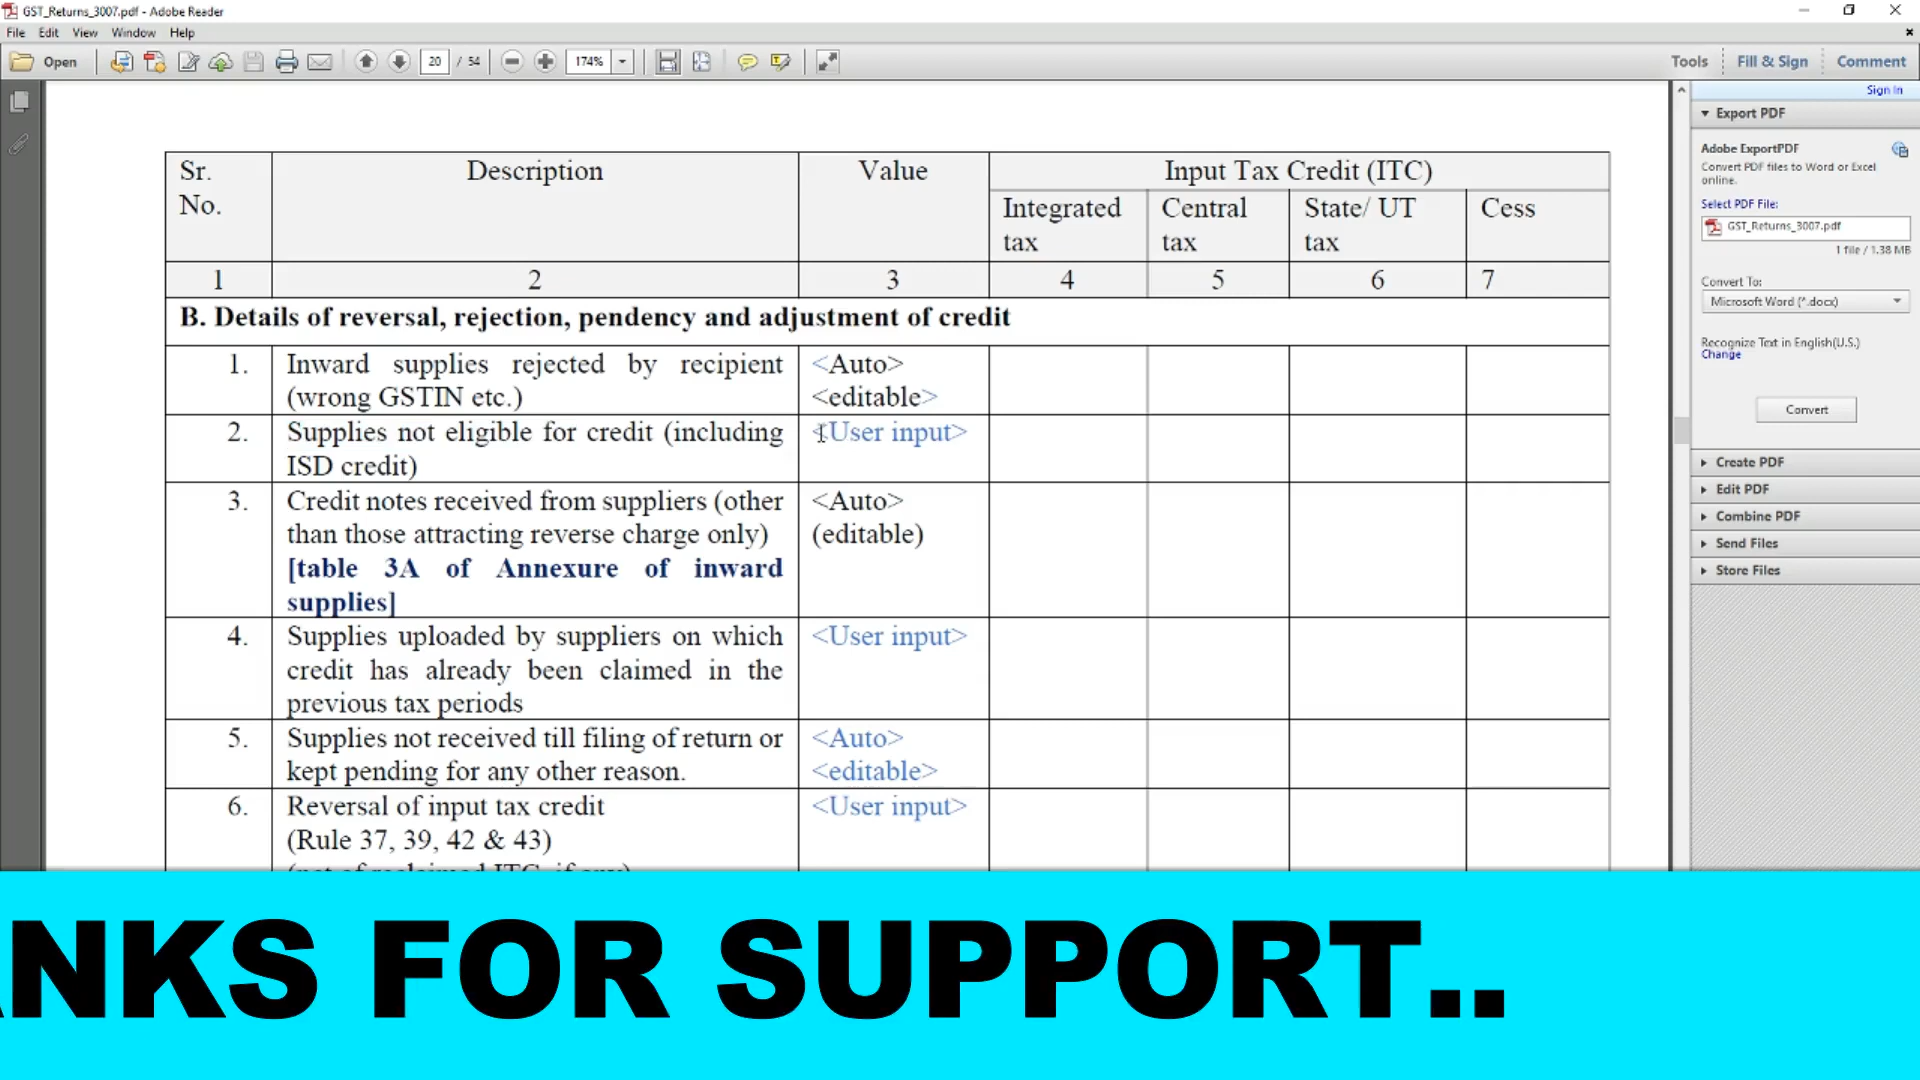 GST_Returns_3007.pdf - Adobe Reader
File Edit View Window Help
Open 20 / 54 174% Tools Fill & Sign Comment
Sign In
Export PDF
Adobe ExportPDF
Convert PDF files to Word or Excel
online.
Select PDF File:
GST_Returns_3007.pdf
1 file / 1.38 MB
Convert To:
Microsoft Word (*.docx)
Recognize Text in English(U.S.)
Change
Convert
Create PDF
Edit PDF
Combine PDF
Send Files
Store Files
Sr. No.
Description
Value
Input Tax Credit (ITC)
Integrated tax
Central tax
State/ UT tax
Cess
1 2 3 4 5 6 7
B. Details of reversal, rejection, pendency and adjustment of credit
1. Inward supplies rejected by recipient <Auto>
(wrong GSTIN etc.) <editable>
2. Supplies not eligible for credit (including <User input>
ISD credit)
3. Credit notes received from suppliers (other <Auto>
than those attracting reverse charge only) (editable)
[table 3A of Annexure of inward
supplies]
4. Supplies uploaded by suppliers on which <User input>
credit has already been claimed in the
previous tax periods
5. Supplies not received till filing of return or <Auto>
kept pending for any other reason. <editable>
6. Reversal of input tax credit <User input>
(Rule 37, 39, 42 & 43)
(net of reclaimed ITC, if any)
ANKS FOR SUPPORT..